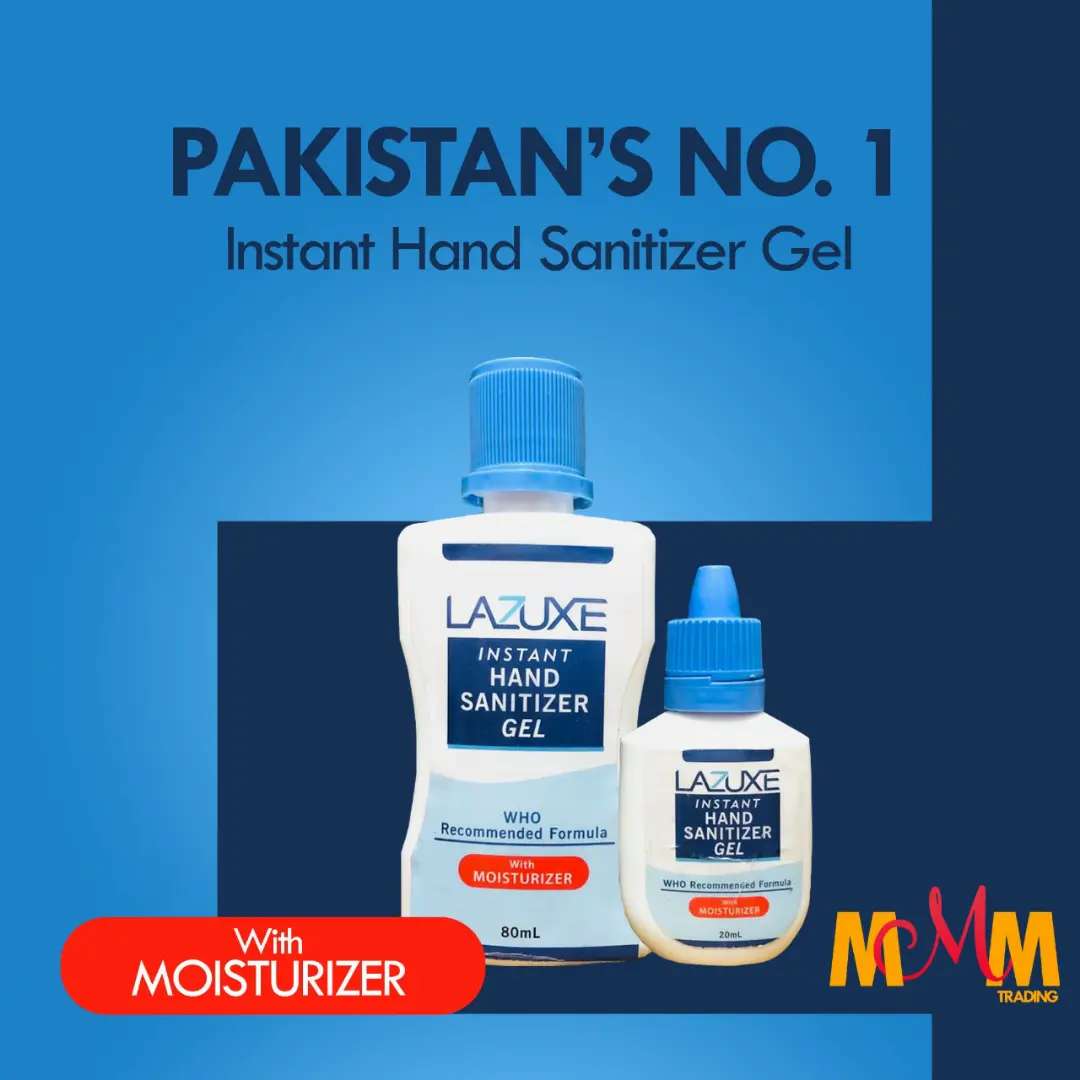 PAKISTAN'S NO. 1
Instant Hand Sanitizer Gel
LAZUXE
INSTANT
HAND
SANITIZER
GEL
WHO
Recommended Formula
With
MOISTURIZER
80mL
LAZUXE
INSTANT
HAND
SANITIZER
GEL
WHO Recommended Formula
With
MOISTURIZER
20mL
With
MOISTURIZER
MMM
TRADING